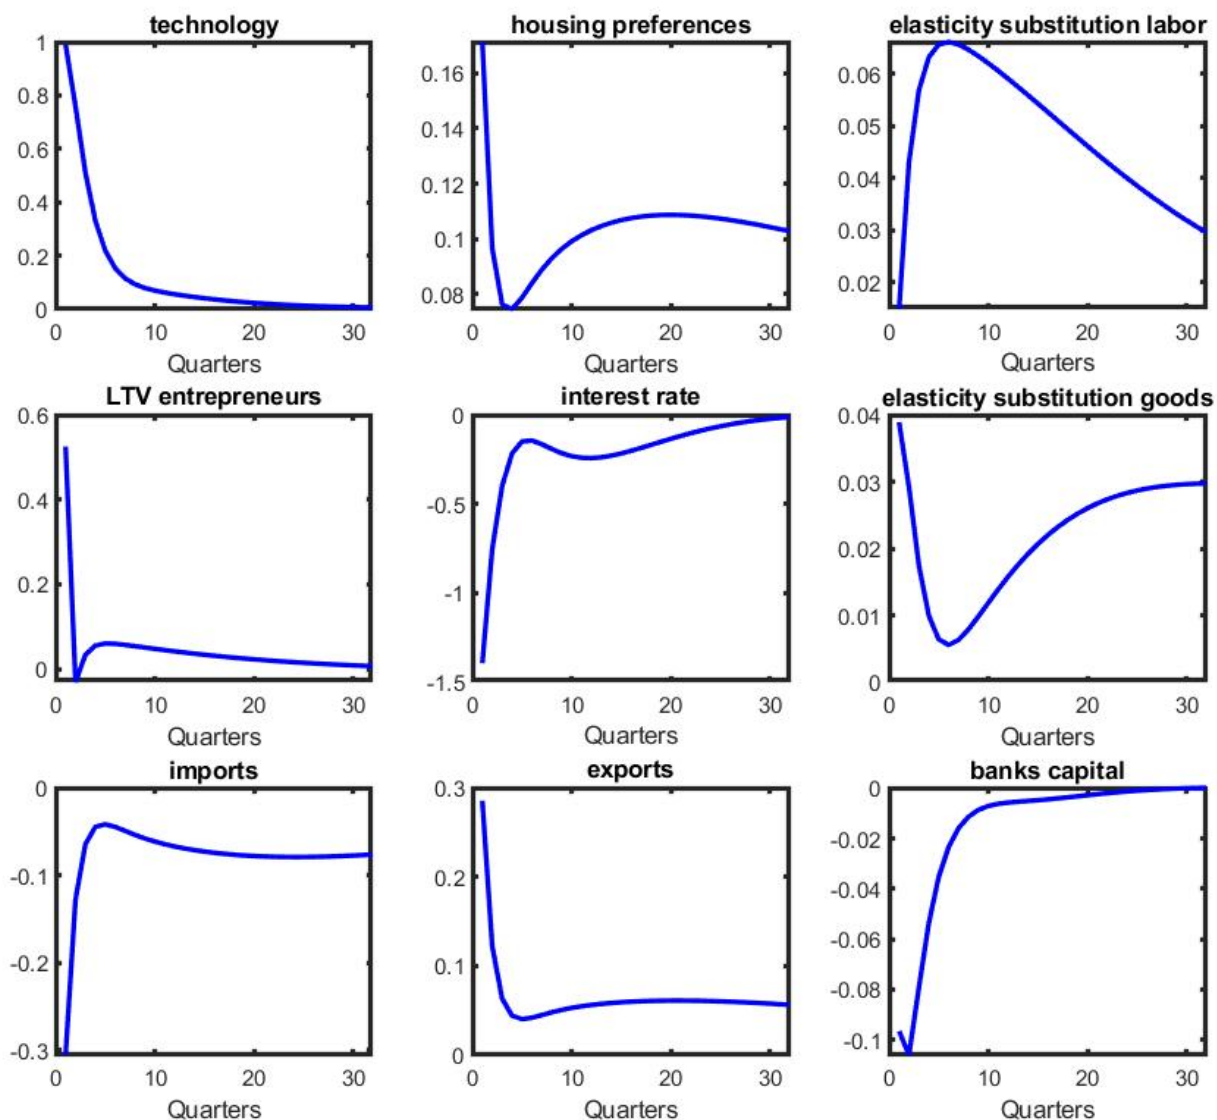 technology
housing preferences
elasticity substitution labor
1
0.8
0.6
0.4
0.2
0
0 10 20 30
Quarters
0.16
0.14
0.12
0.1
0.08
0 10 20 30
Quarters
0.06
0.05
0.04
0.03
0.02
0 10 20 30
Quarters
LTV entrepreneurs
interest rate
elasticity substitution goods
0.6
0.4
0.2
0
0 10 20 30
Quarters
0
-0.5
-1
-1.5
0 10 20 30
Quarters
0.04
0.03
0.02
0.01
0
0 10 20 30
Quarters
imports
exports
banks capital
0
-0.1
-0.2
-0.3
0 10 20 30
Quarters
0.3
0.2
0.1
0
0 10 20 30
Quarters
0
-0.02
-0.04
-0.06
-0.08
-0.1
0 10 20 30
Quarters